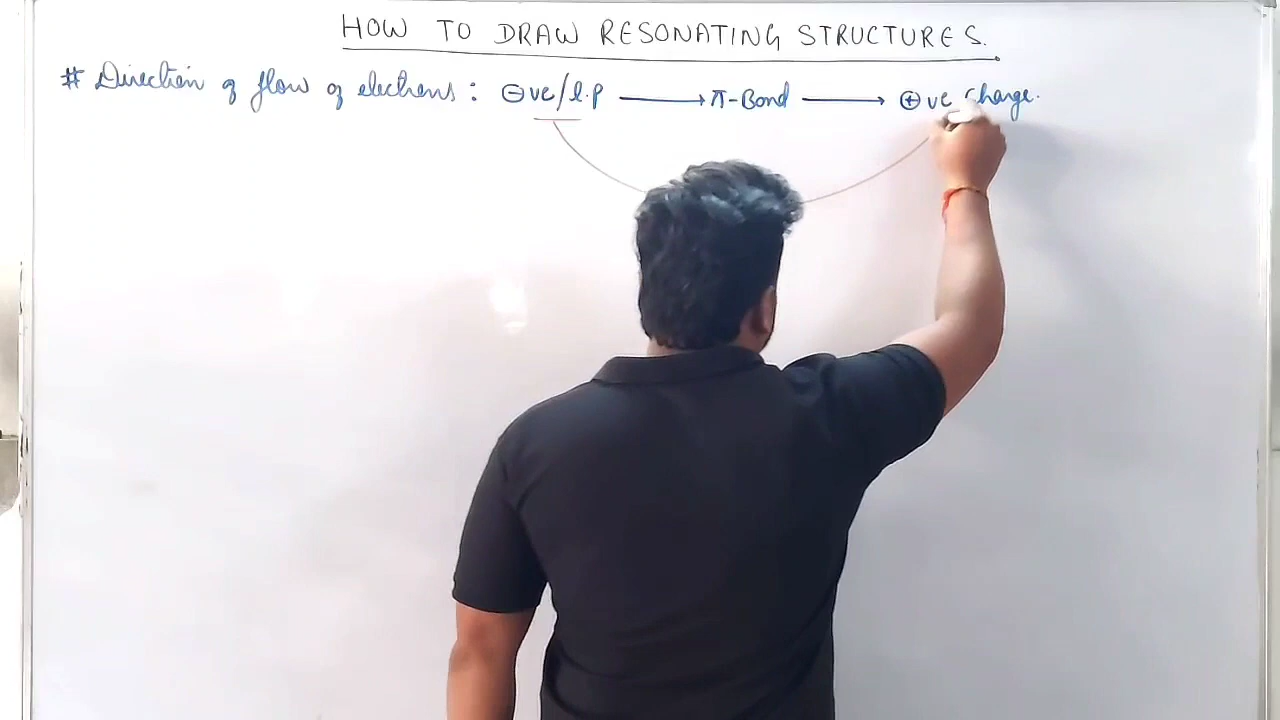 HOW TO DRAW RESONATING STRUCTURES.
# Direction of flow of electrons : ⊖ve/l.p ⟶ π-Bond ⟶ ⊕ve Charge.